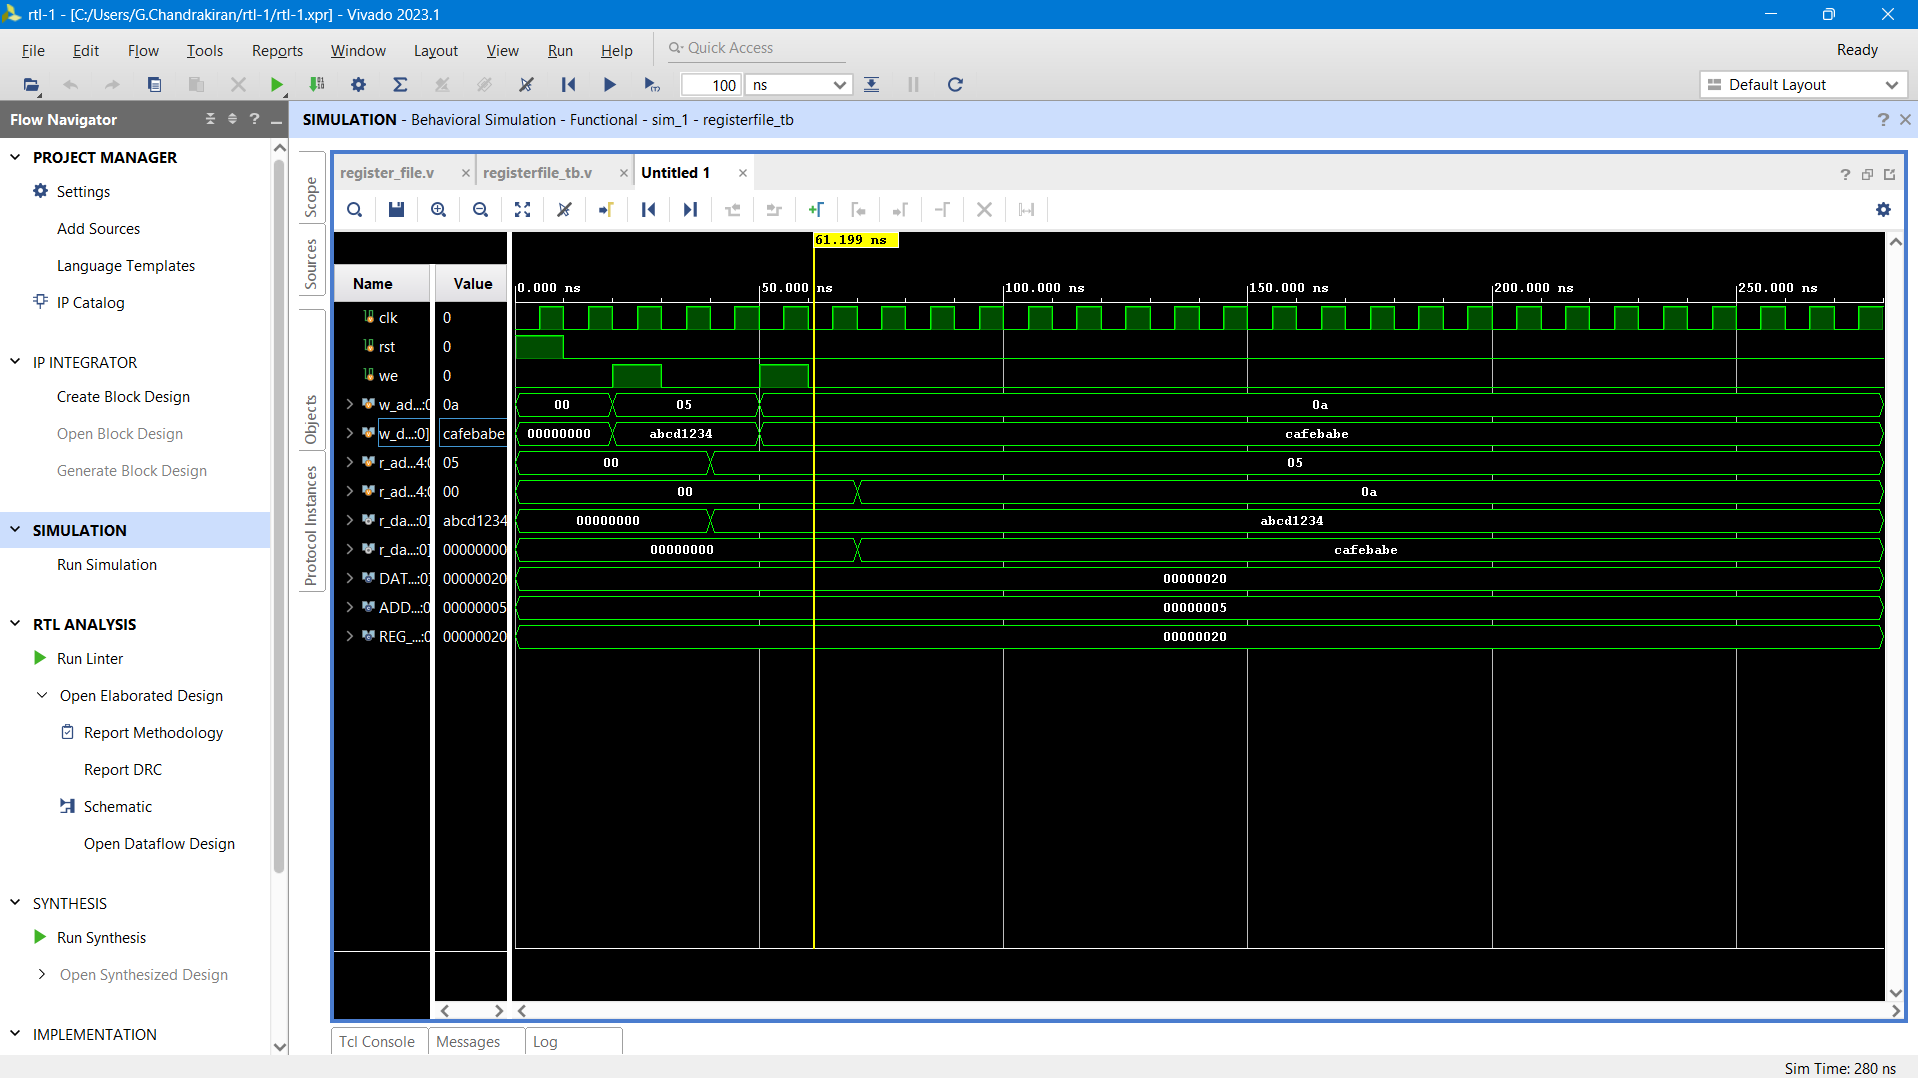 rtl-1 - [C:/Users/G.Chandrakiran/rtl-1/rtl-1.xpr] - Vivado 2023.1
File Edit Flow Tools Reports Window Layout View Run Help Quick Access Ready
100 ns Default Layout
Flow Navigator
SIMULATION - Behavioral Simulation - Functional - sim_1 - registerfile_tb
PROJECT MANAGER
Settings
Add Sources
Language Templates
IP Catalog
IP INTEGRATOR
Create Block Design
Open Block Design
Generate Block Design
SIMULATION
Run Simulation
RTL ANALYSIS
Run Linter
Open Elaborated Design
Report Methodology
Report DRC
Schematic
Open Dataflow Design
SYNTHESIS
Run Synthesis
Open Synthesized Design
IMPLEMENTATION
Scope
Sources
Objects
Protocol Instances
register_file.v registerfile_tb.v Untitled 1
61.199 ns
Name Value
0.000 ns 50.000 ns 100.000 ns 150.000 ns 200.000 ns 250.000 ns
clk 0
rst 0
we 0
w_ad...:0 0a 00 05 0a
w_d...:0] cafebabe 00000000 abcd1234 cafebabe
r_ad...4:0 05 00 05
r_ad...4:0 00 00 0a
r_da...:0] abcd1234 00000000 abcd1234
r_da...:0] 00000000 00000000 cafebabe
DAT...:0] 00000020 00000020
ADD...:0 00000005 00000005
REG_...:0 00000020 00000020
Tcl Console Messages Log
Sim Time: 280 ns